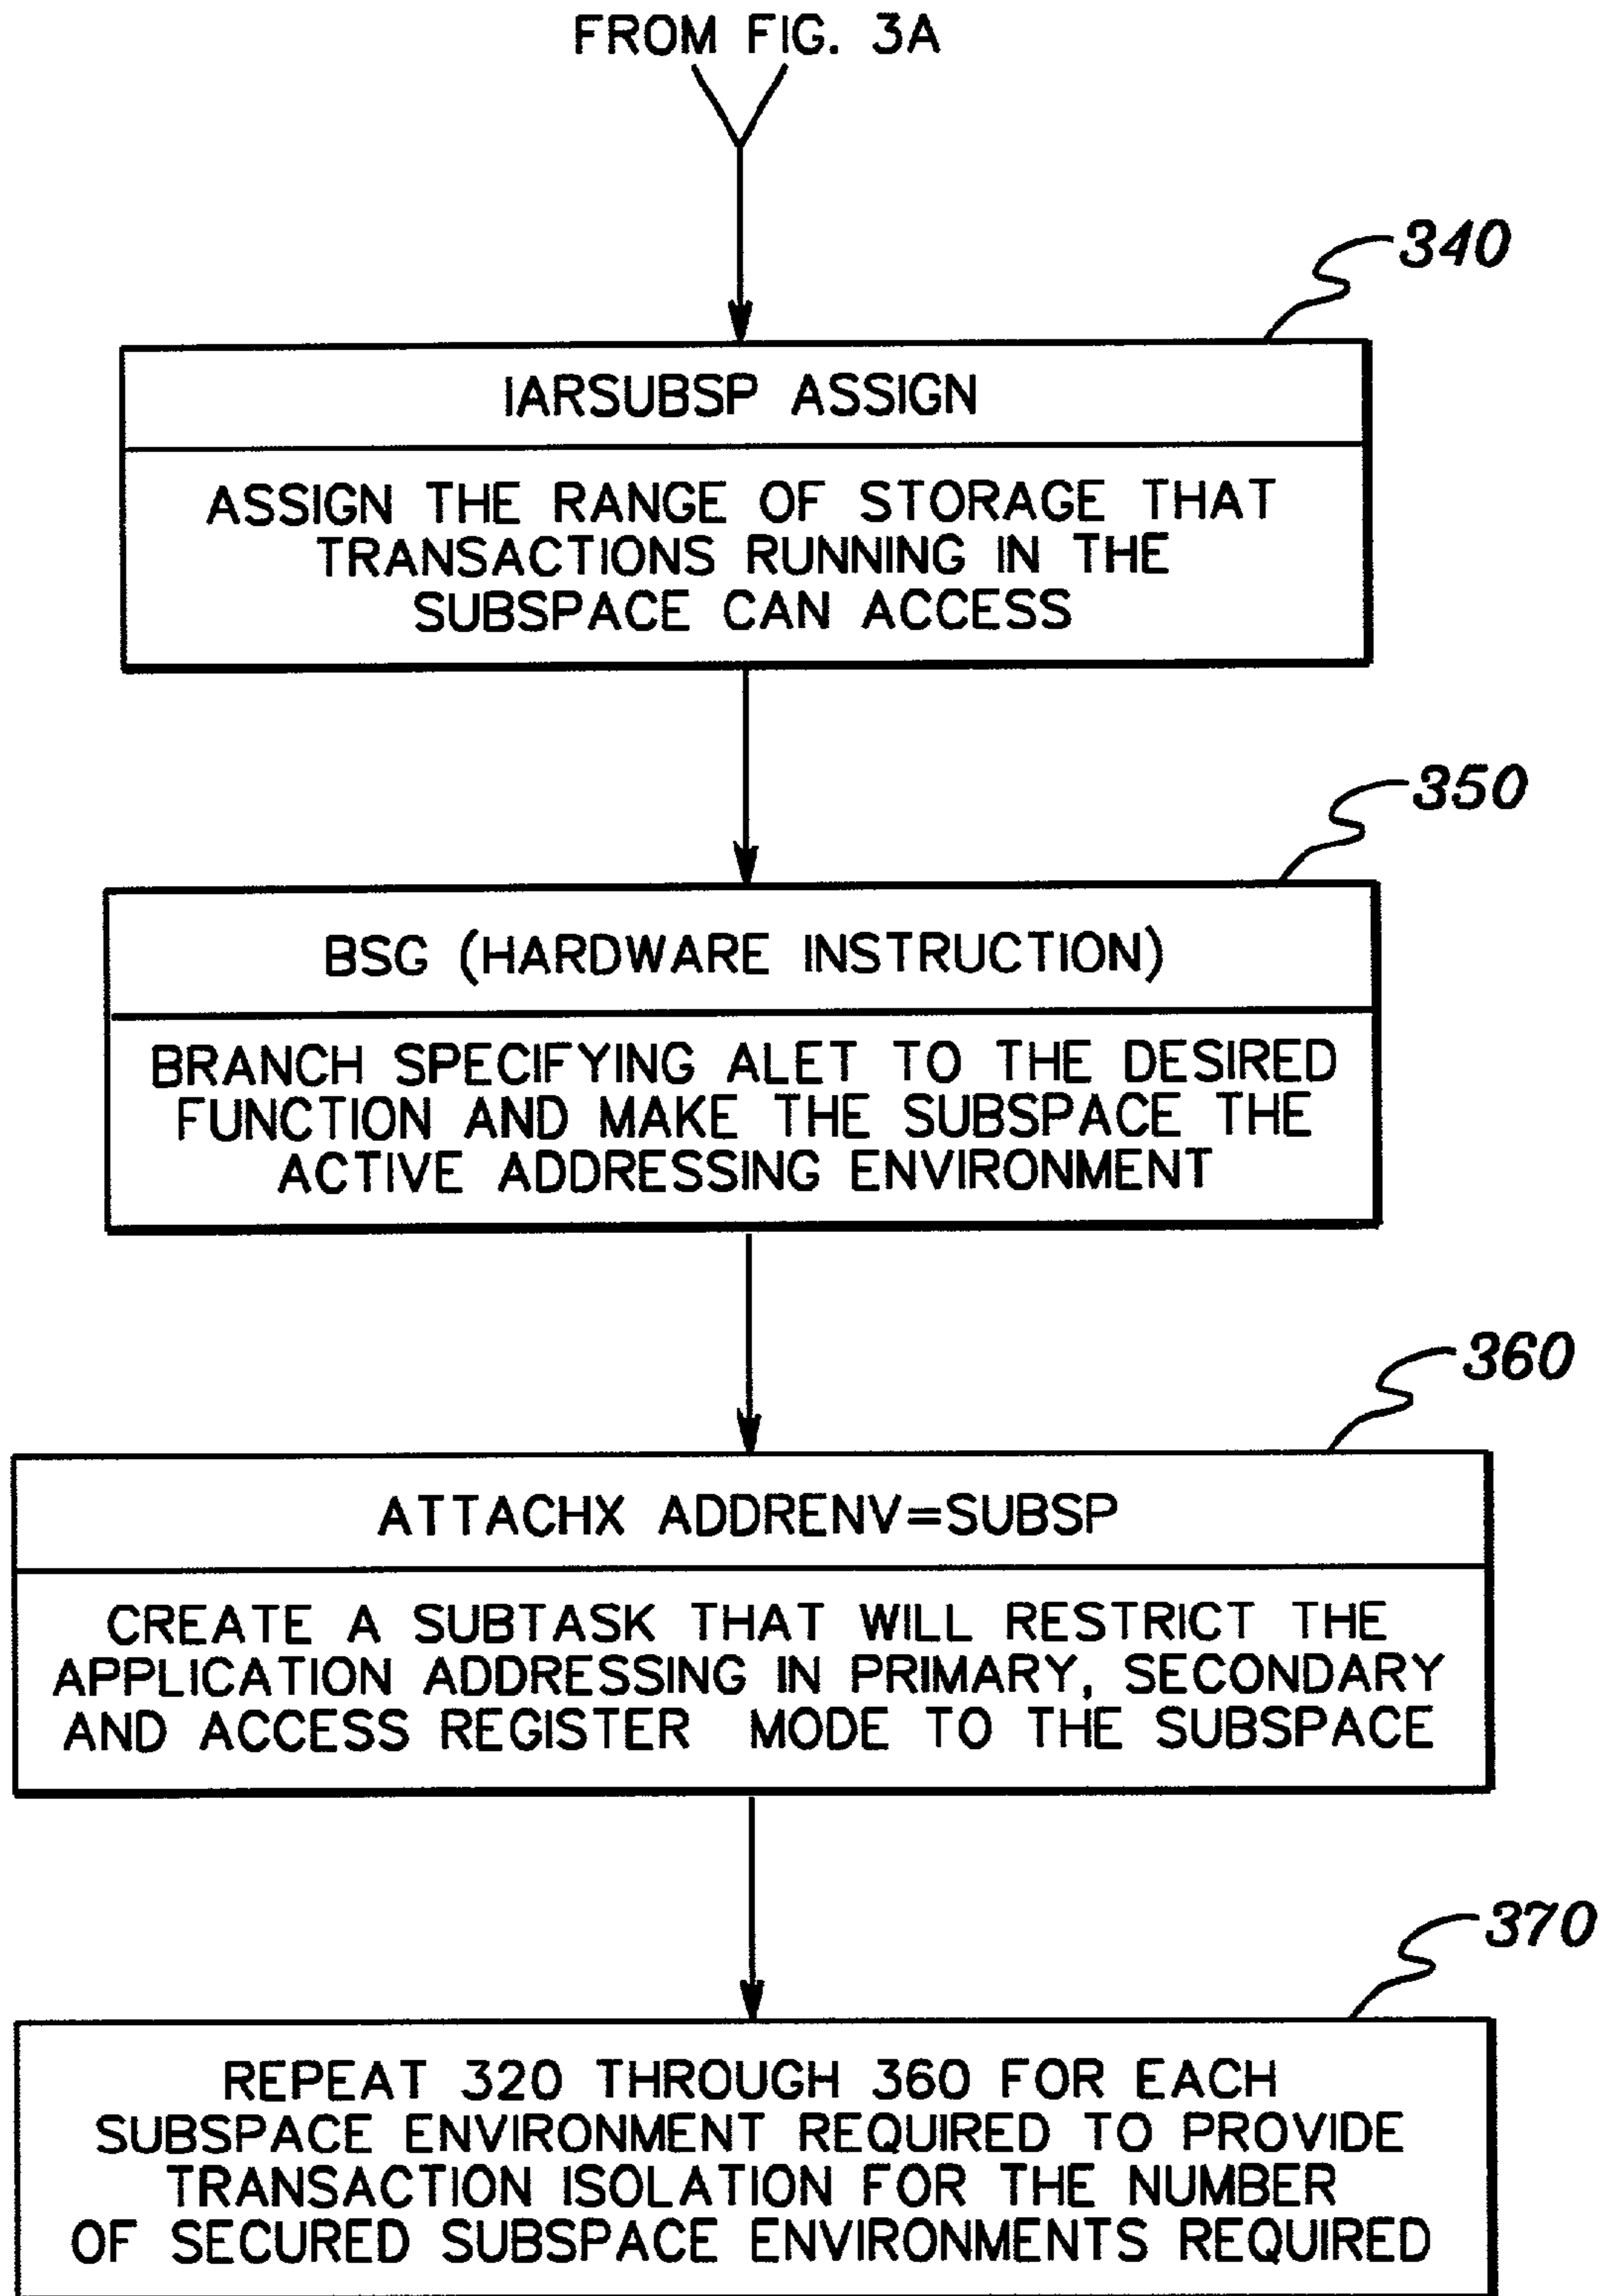 FROM FIG. 3A
340
IARSUBSP ASSIGN
ASSIGN THE RANGE OF STORAGE THAT
TRANSACTIONS RUNNING IN THE
SUBSPACE CAN ACCESS
350
BSG (HARDWARE INSTRUCTION)
BRANCH SPECIFYING ALET TO THE DESIRED
FUNCTION AND MAKE THE SUBSPACE THE
ACTIVE ADDRESSING ENVIRONMENT
360
ATTACHX ADDRENV=SUBSP
CREATE A SUBTASK THAT WILL RESTRICT THE
APPLICATION ADDRESSING IN PRIMARY, SECONDARY
AND ACCESS REGISTER MODE TO THE SUBSPACE
370
REPEAT 320 THROUGH 360 FOR EACH
SUBSPACE ENVIRONMENT REQUIRED TO PROVIDE
TRANSACTION ISOLATION FOR THE NUMBER
OF SECURED SUBSPACE ENVIRONMENTS REQUIRED